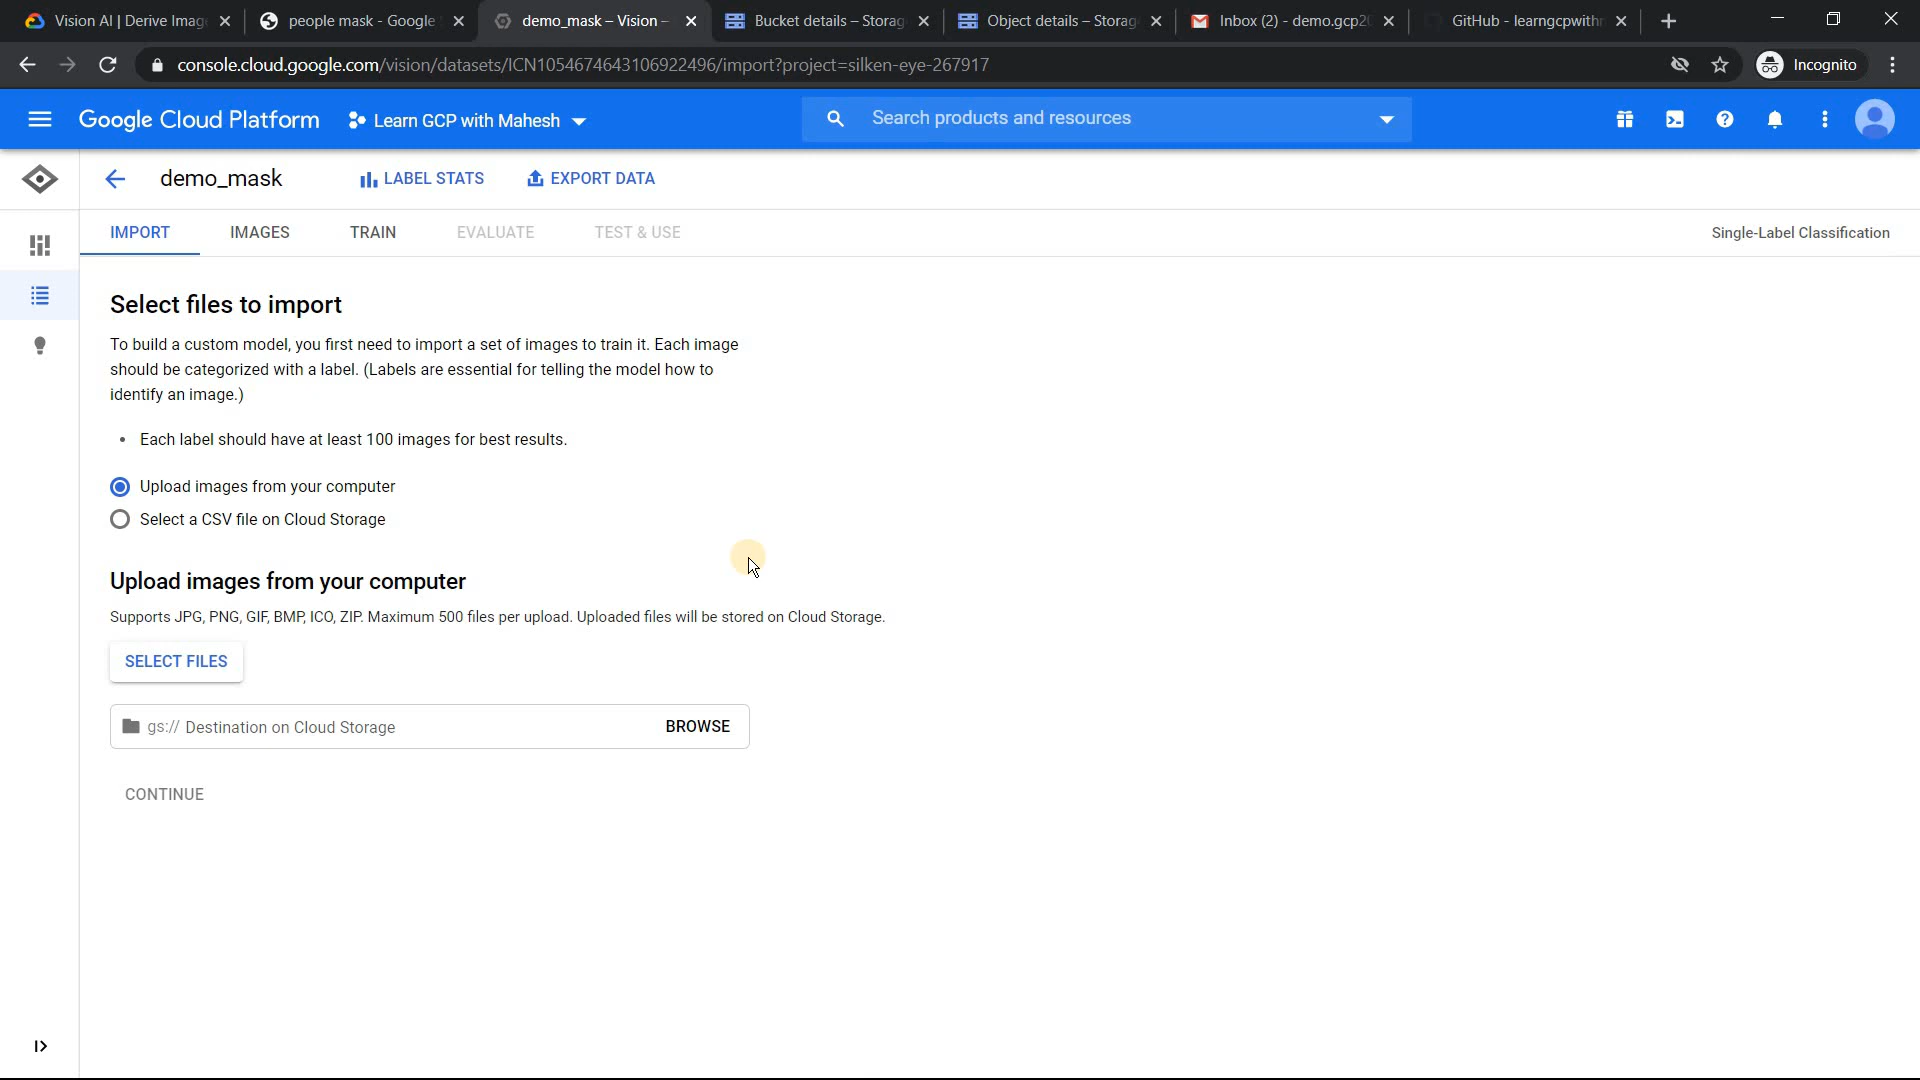 Vision AI | Derive Image
people mask - Google
demo_mask – Vision –
Bucket details – Storag
Object details – Storag
Inbox (2) - demo.gcp20
GitHub - learngcpwith
console.cloud.google.com/vision/datasets/ICN1054674643106922496/import?project=silken-eye-267917
Incognito
Google Cloud Platform
Learn GCP with Mahesh
Search products and resources
demo_mask
LABEL STATS
EXPORT DATA
IMPORT
IMAGES
TRAIN
EVALUATE
TEST & USE
Single-Label Classification
Select files to import
To build a custom model, you first need to import a set of images to train it. Each image
should be categorized with a label. (Labels are essential for telling the model how to
identify an image.)
• Each label should have at least 100 images for best results.
Upload images from your computer
Select a CSV file on Cloud Storage
Upload images from your computer
Supports JPG, PNG, GIF, BMP, ICO, ZIP. Maximum 500 files per upload. Uploaded files will be stored on Cloud Storage.
SELECT FILES
gs:// Destination on Cloud Storage
BROWSE
CONTINUE